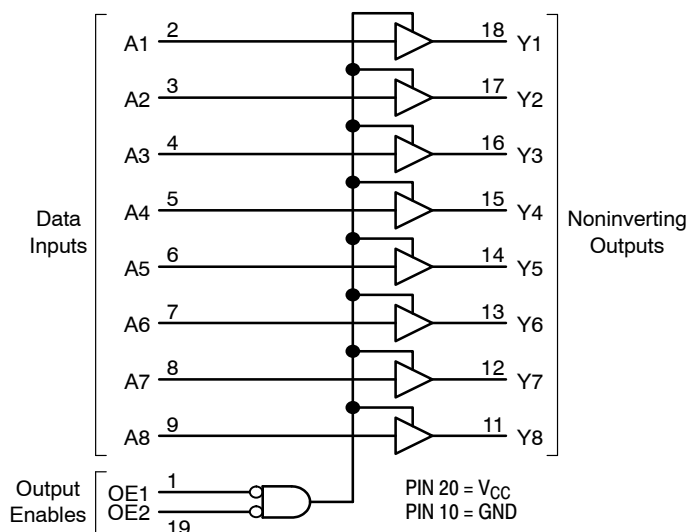 A1 2 18 Y1
A2 3 17 Y2
A3 4 16 Y3
A4 5 15 Y4
Data
Inputs
Noninverting
Outputs
A5 6 14 Y5
A6 7 13 Y6
A7 8 12 Y7
A8 9 11 Y8
Output
Enables
OE1 1
OE2 19
PIN 20 = VCC
PIN 10 = GND